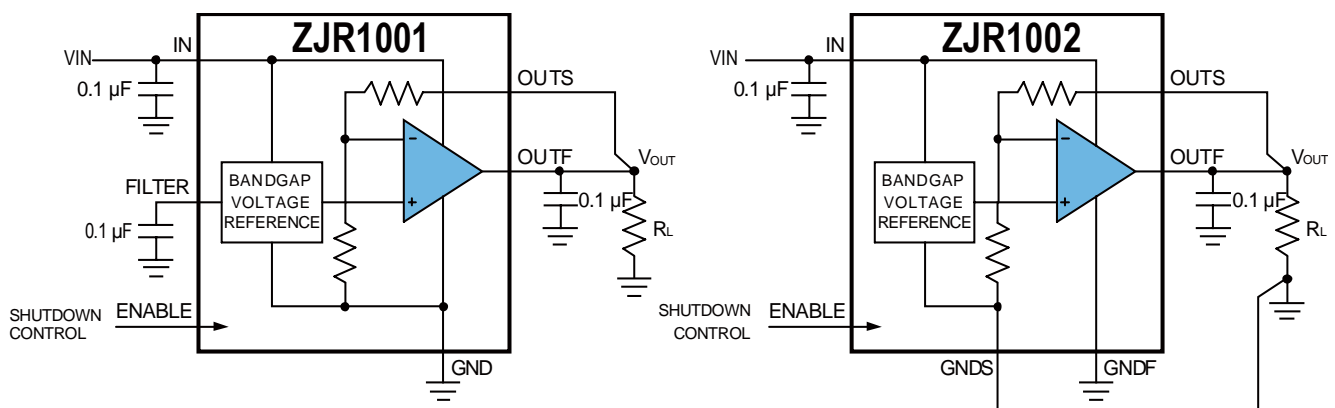 ZJR1001
VIN
IN
0.1 µF
OUTS
FILTER
0.1 µF
BANDGAP
VOLTAGE
REFERENCE
-
+
OUTF
VOUT
0.1 µF
RL
SHUTDOWN
CONTROL
ENABLE
GND
ZJR1002
VIN
IN
0.1 µF
OUTS
BANDGAP
VOLTAGE
REFERENCE
-
+
OUTF
VOUT
0.1 µF
RL
SHUTDOWN
CONTROL
ENABLE
GNDS
GNDF